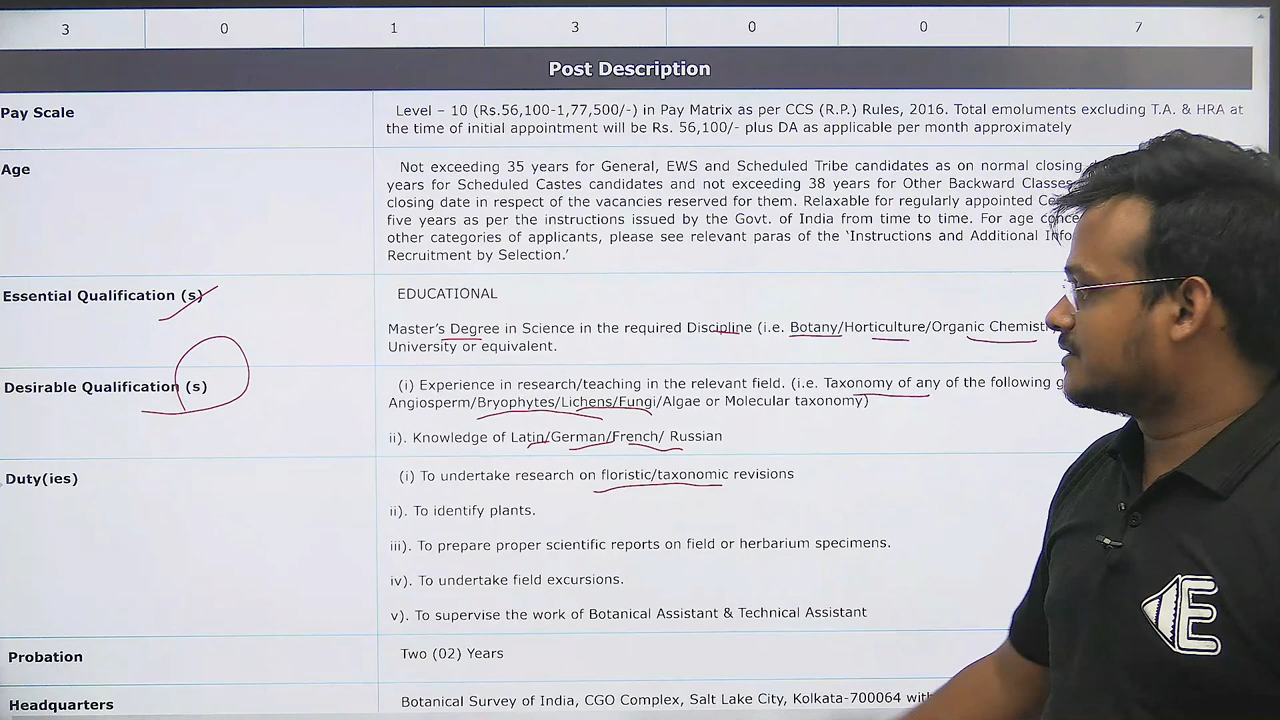 3 0 1 3 0 0 7
Post Description
Pay Scale
Level – 10 (Rs.56,100-1,77,500/-) in Pay Matrix as per CCS (R.P.) Rules, 2016. Total emoluments excluding T.A. & HRA at
the time of initial appointment will be Rs. 56,100/- plus DA as applicable per month approximately
Age
Not exceeding 35 years for General, EWS and Scheduled Tribe candidates as on normal closing
years for Scheduled Castes candidates and not exceeding 38 years for Other Backward Classes
closing date in respect of the vacancies reserved for them. Relaxable for regularly appointed
five years as per the instructions issued by the Govt. of India from time to time. For age
other categories of applicants, please see relevant paras of the ‘Instructions and Additional
Recruitment by Selection.’
Essential Qualification (s)
EDUCATIONAL
Master’s Degree in Science in the required Discipline (i.e. Botany/Horticulture/Organic
University or equivalent.
Desirable Qualification (s)
(i) Experience in research/teaching in the relevant field. (i.e. Taxonomy of any of the following
Angiosperm/Bryophytes/Lichens/Fungi/Algae or Molecular taxonomy)
ii). Knowledge of Latin/German/French/ Russian
Duty(ies)
(i) To undertake research on floristic/taxonomic revisions
ii). To identify plants.
iii). To prepare proper scientific reports on field or herbarium specimens.
iv). To undertake field excursions.
v). To supervise the work of Botanical Assistant & Technical Assistant
Probation
Two (02) Years
Headquarters
Botanical Survey of India, CGO Complex, Salt Lake City, Kolkata-700064
E